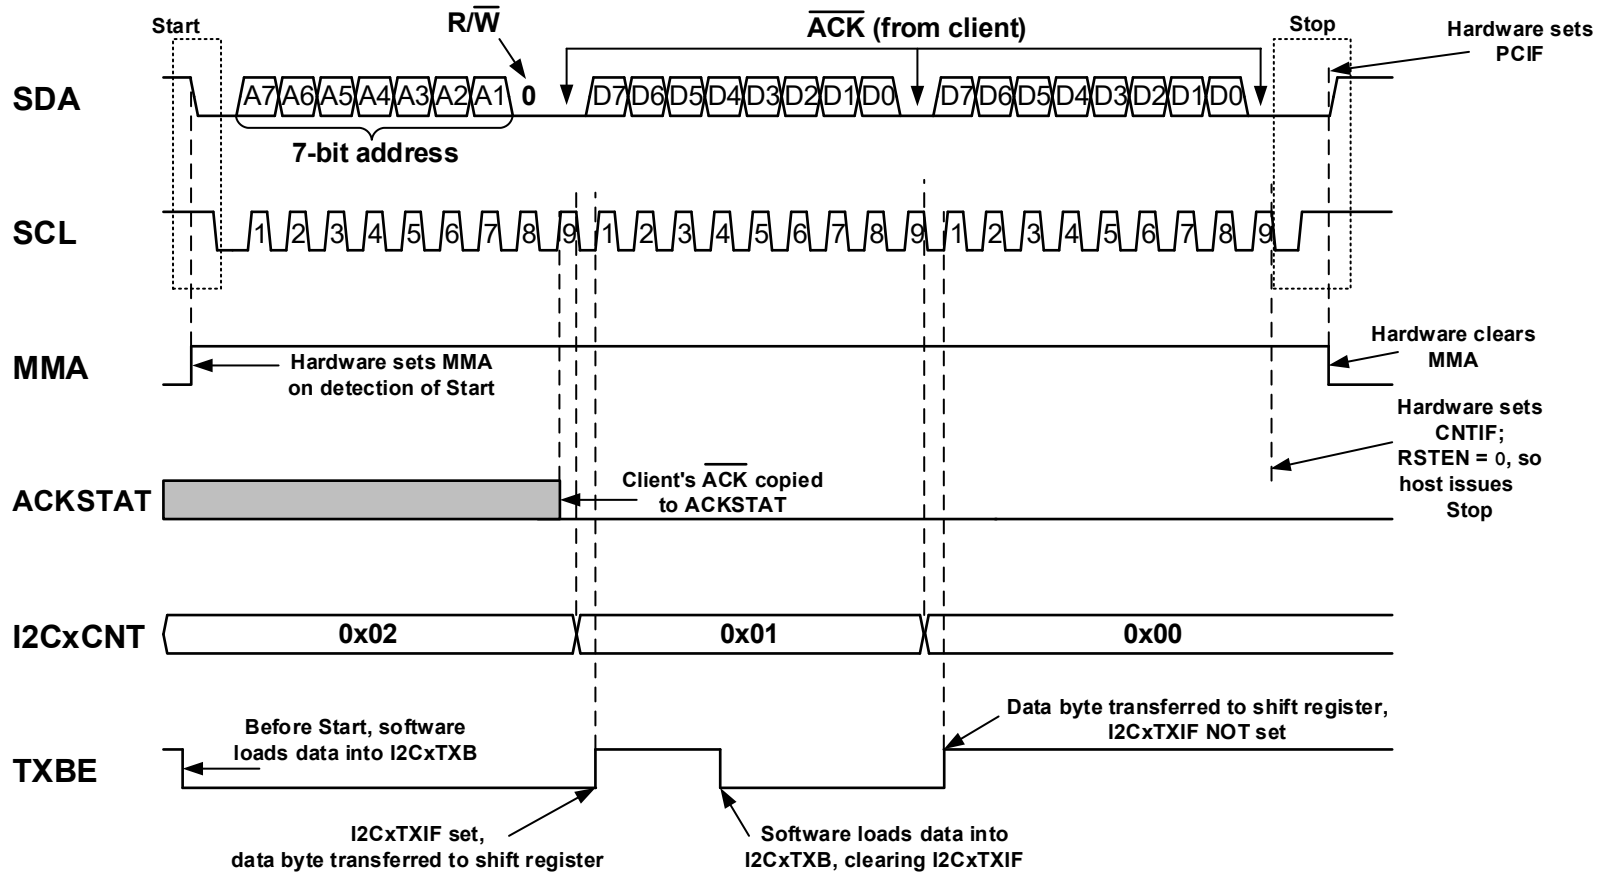 Start
R/W
ACK (from client)
Stop
Hardware sets
PCIF
SDA
A7 A6 A5 A4 A3 A2 A1 0 D7 D6 D5 D4 D3 D2 D1 D0 D7 D6 D5 D4 D3 D2 D1 D0
7-bit address
SCL
1 2 3 4 5 6 7 8 9 1 2 3 4 5 6 7 8 9 1 2 3 4 5 6 7 8 9
MMA
Hardware sets MMA
on detection of Start
Hardware clears
MMA
Hardware sets
CNTIF;
RSTEN = 0, so
host issues
Stop
ACKSTAT
Client's ACK copied
to ACKSTAT
I2CxCNT
0x02 0x01 0x00
TXBE
Before Start, software
loads data into I2CxTXB
Data byte transferred to shift register,
I2CxTXIF NOT set
I2CxTXIF set,
data byte transferred to shift register
Software loads data into
I2CxTXB, clearing I2CxTXIF